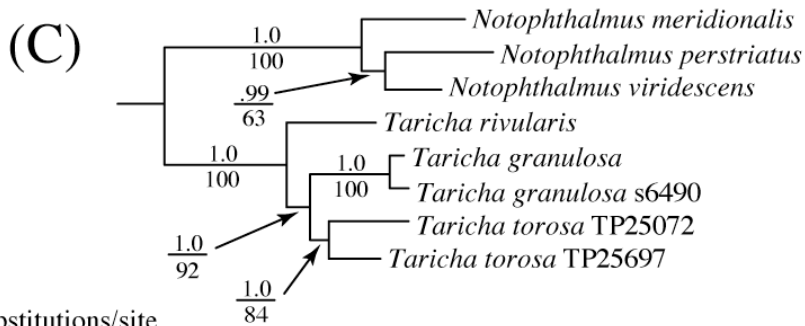 (C)
Notophthalmus meridionalis
1.0
100
Notophthalmus perstriatus
Notophthalmus viridescens
.99
63
Taricha rivularis
1.0
100
Taricha granulosa
1.0
100
Taricha granulosa s6490
Taricha torosa TP25072
1.0
92
Taricha torosa TP25697
1.0
84